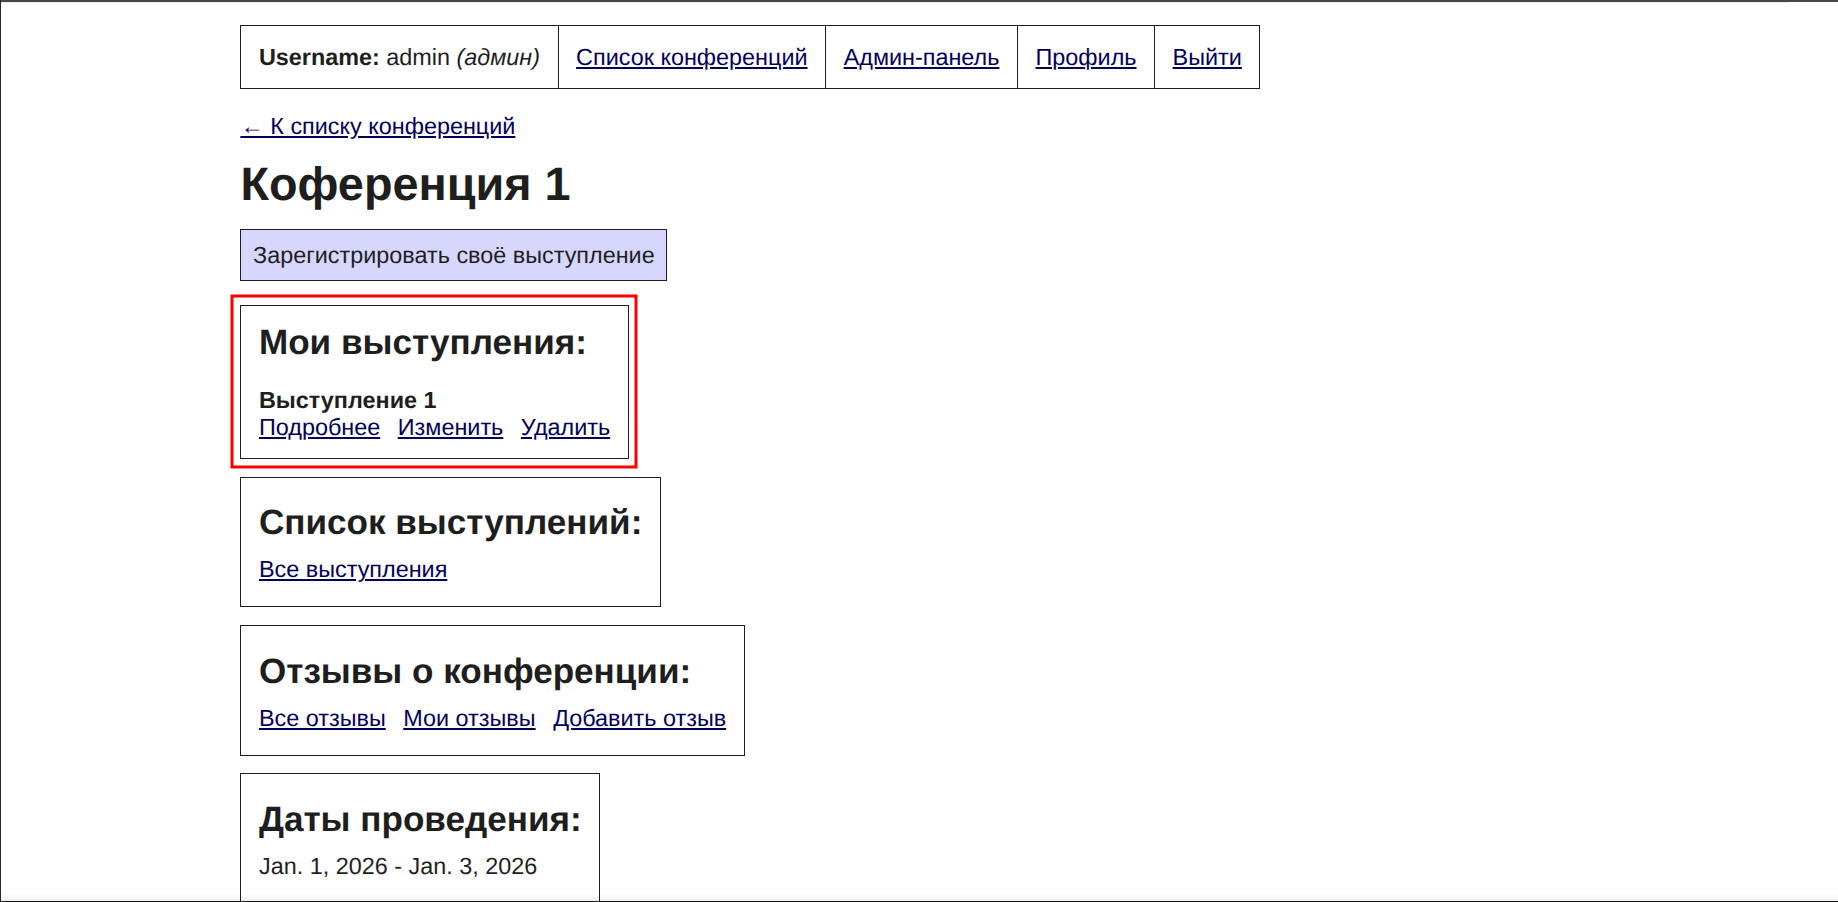 Username: admin (админ) Список конференций Админ-панель Профиль Выйти
← К списку конференций
Коференция 1
Зарегистрировать своё выступление
Мои выступления:
Выступление 1
Подробнее Изменить Удалить
Список выступлений:
Все выступления
Отзывы о конференции:
Все отзывы Мои отзывы Добавить отзыв
Даты проведения:
Jan. 1, 2026 - Jan. 3, 2026